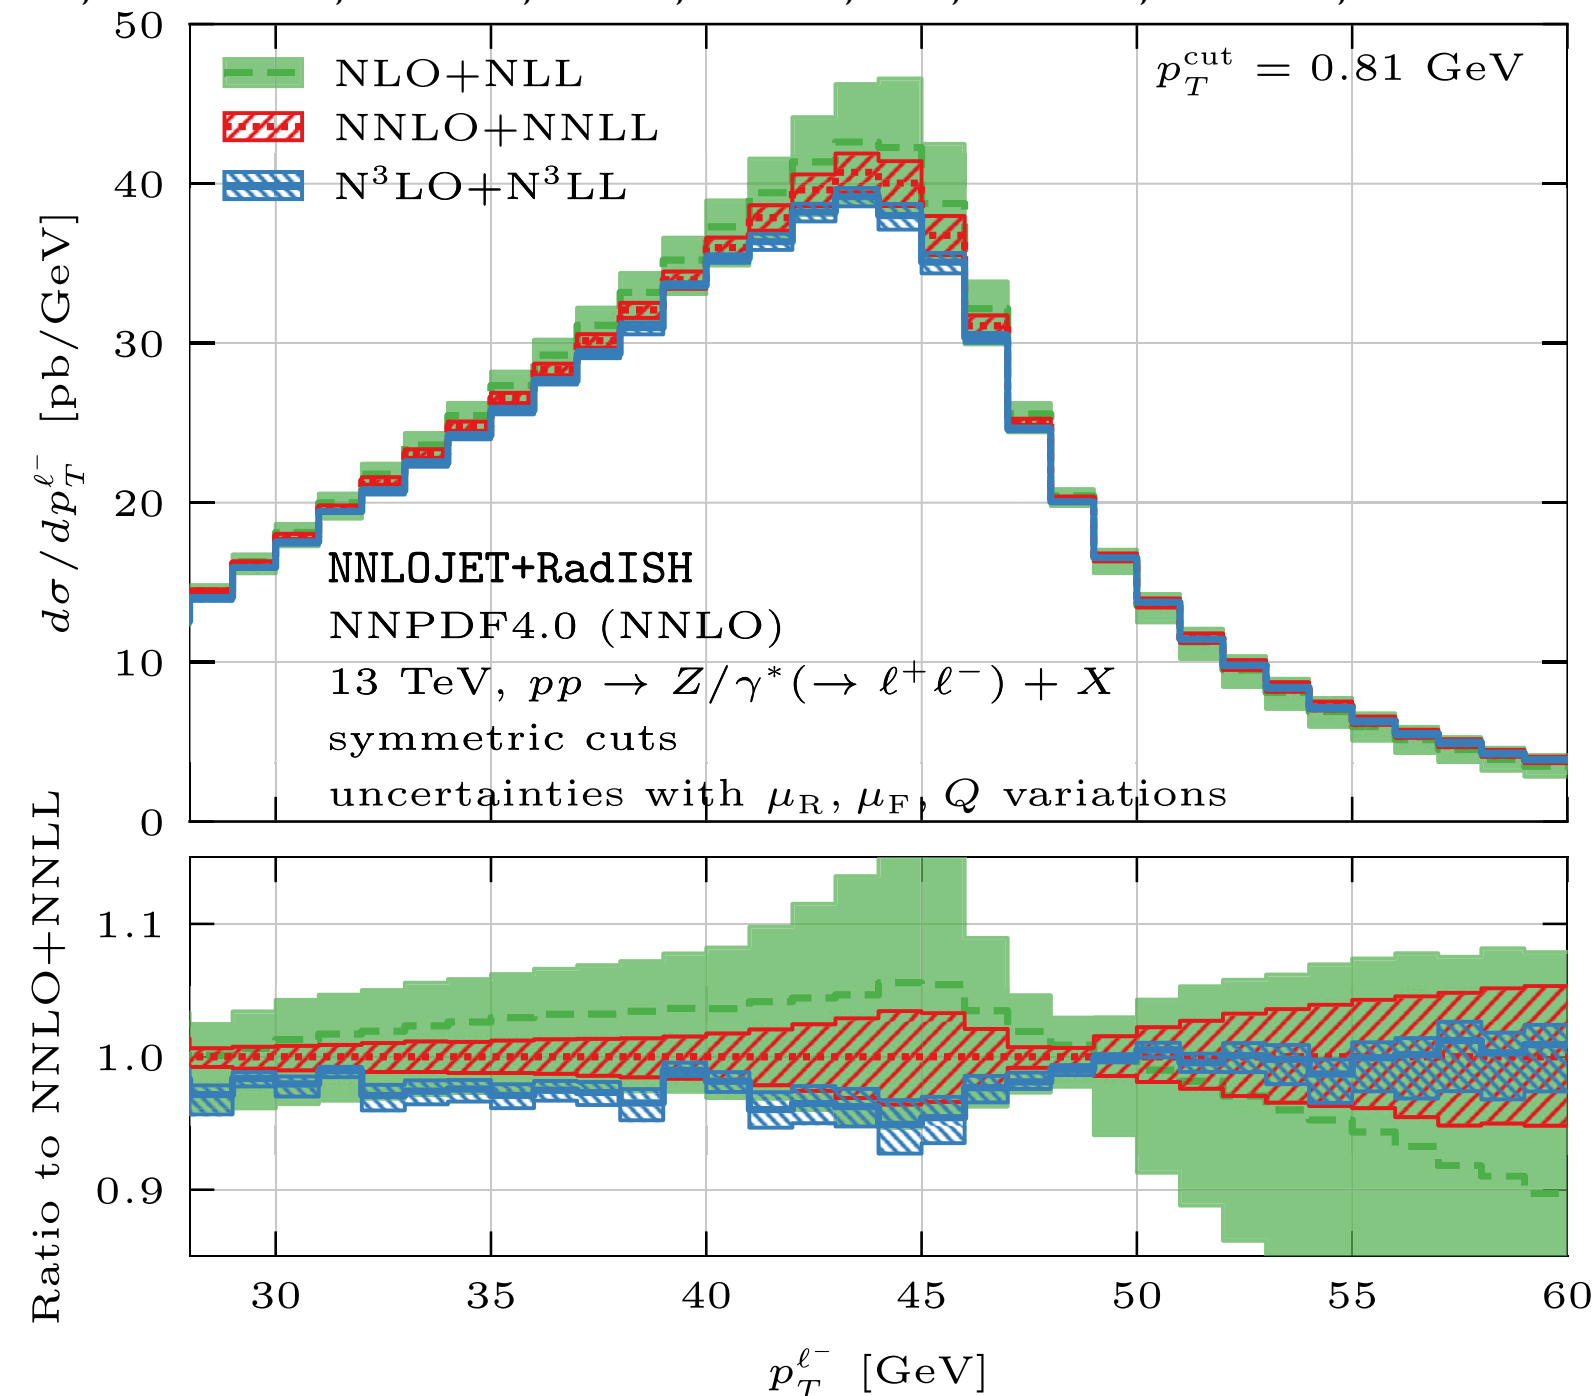 50
40
30
20
10
0
dσ/dp_T^{ℓ^-} [pb/GeV]
NLO+NLL
NNLO+NNLL
N³LO+N³LL
p_T^{cut} = 0.81 GeV
NNLOJET+RadISH
NNPDF4.0 (NNLO)
13 TeV, pp → Z/γ*(→ ℓ⁺ℓ⁻) + X
symmetric cuts
uncertainties with μ_R, μ_F, Q variations
Ratio to NNLO+NNLL
1.1
1.0
0.9
30 35 40 45 50 55 60
p_T^{ℓ^-} [GeV]